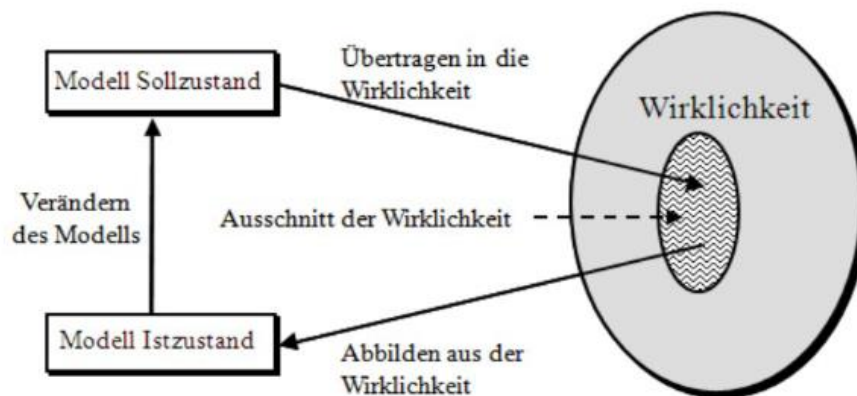 Übertragen in die
Wirklichkeit
Modell Sollzustand
Wirklichkeit
Verändern
des Modells
Ausschnitt der Wirklichkeit
Modell Istzustand
Abbilden aus der
Wirklichkeit